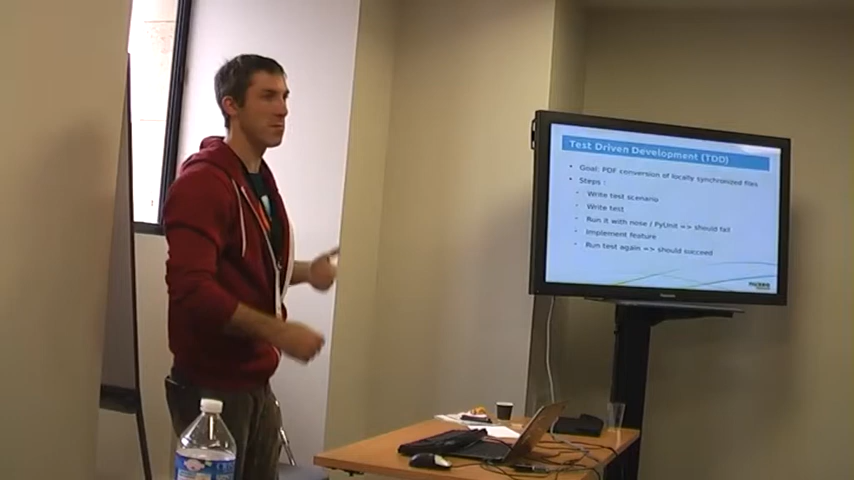 Test Driven Development (TDD)
• Goal: PDF conversion of locally synchronized files
• Steps :
• Write test scenario
• Write test
• Run it with nose / PyUnit => should fail
• Implement feature
• Run test again => should succeed
nuxeo